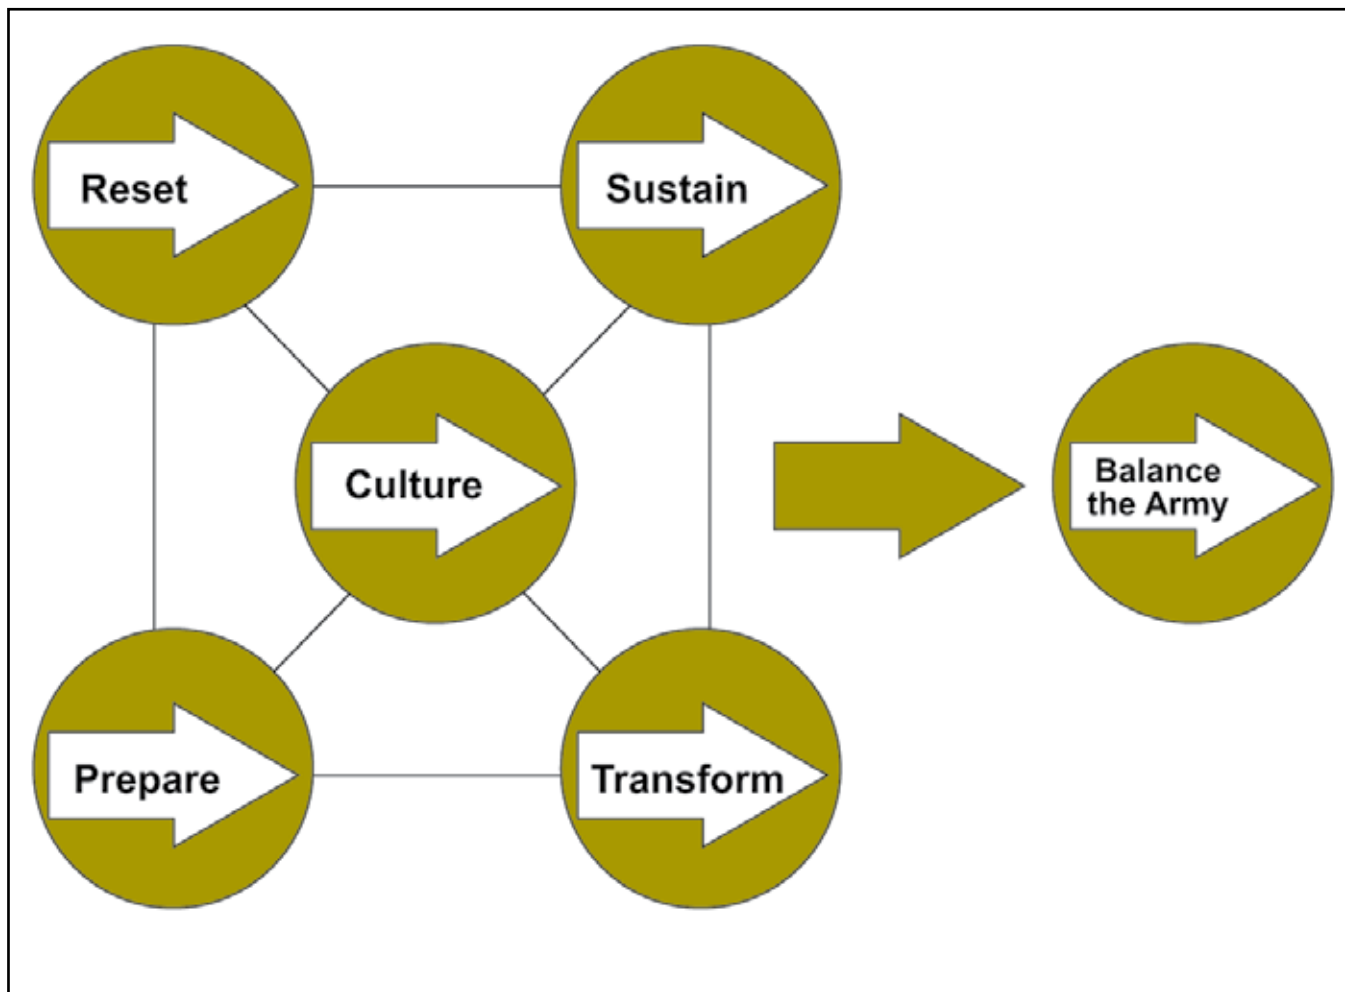 Reset
Sustain
Culture
Balance
the Army
Prepare
Transform